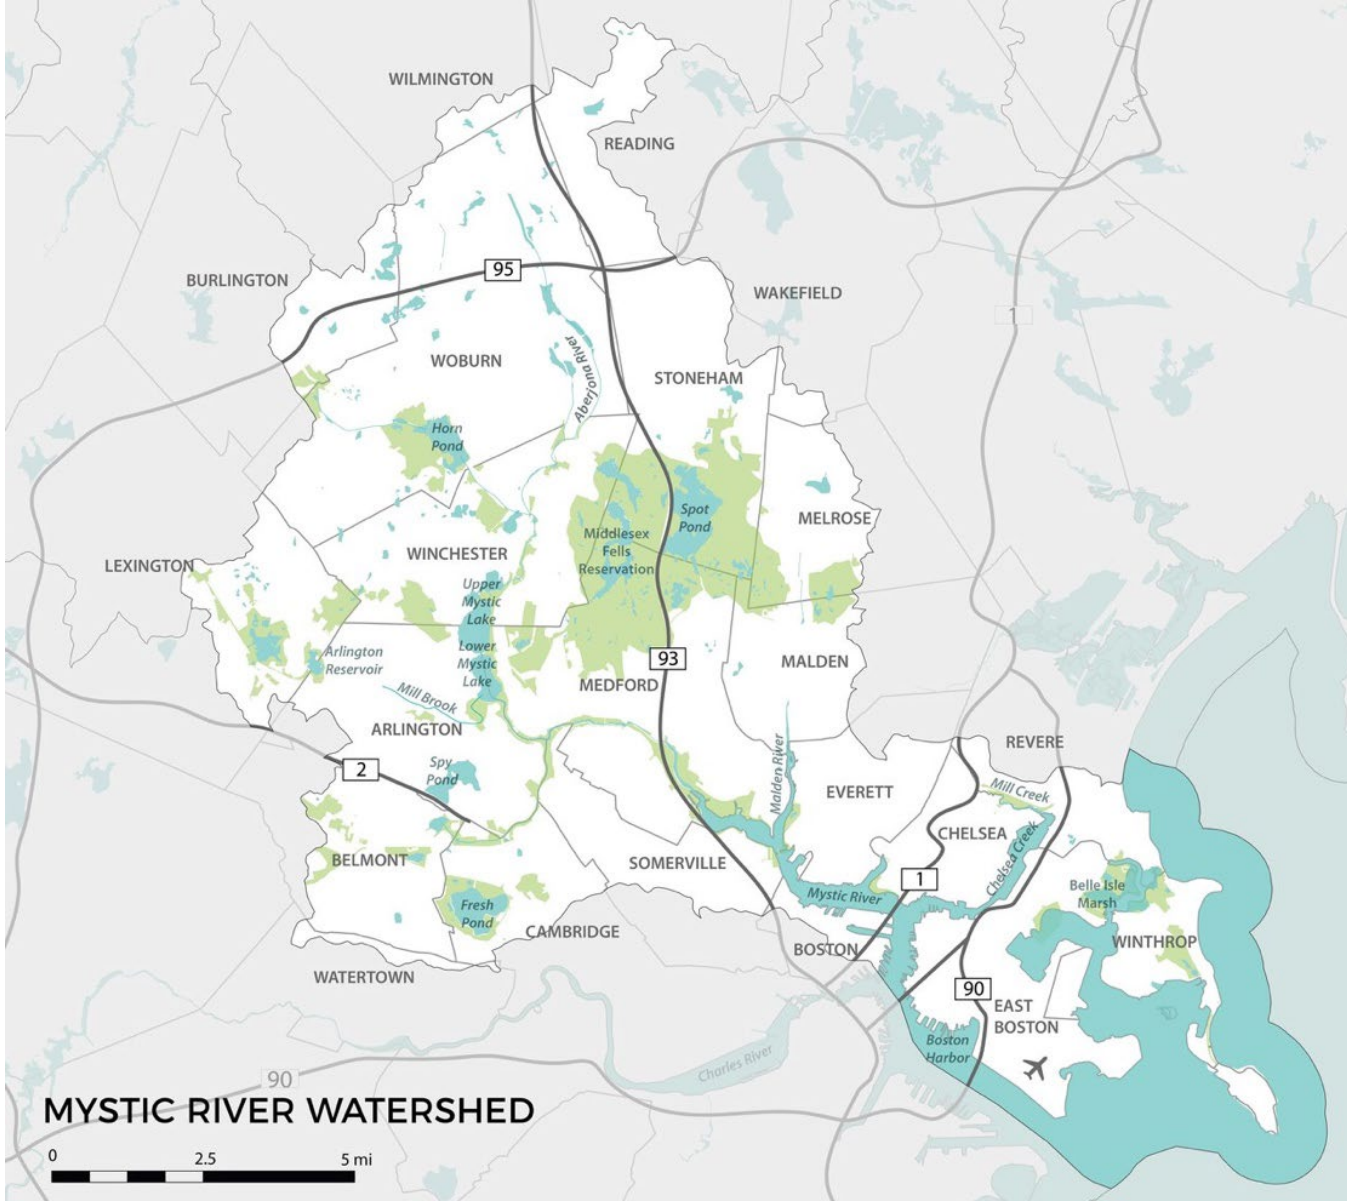 WILMINGTON
READING
95
BURLINGTON
WAKEFIELD
1
WOBURN
Aberjona River
STONEHAM
Horn
Pond
Spot
Pond
MELROSE
Middlesex
Fells
Reservation
WINCHESTER
LEXINGTON
Upper
Mystic
Lake
Lower
Mystic
Lake
Arlington
Reservoir
93
MALDEN
MEDFORD
Mill Brook
ARLINGTON
REVERE
Spy
Pond
2
Malden River
EVERETT
Mill Creek
CHELSEA
Chelsea Creek
BELMONT
SOMERVILLE
1
Mystic River
Belle Isle
Marsh
Fresh
Pond
CAMBRIDGE
BOSTON
WINTHROP
WATERTOWN
90
EAST
BOSTON
Boston
Harbor
Charles River
90
MYSTIC RIVER WATERSHED
0 2.5 5 mi